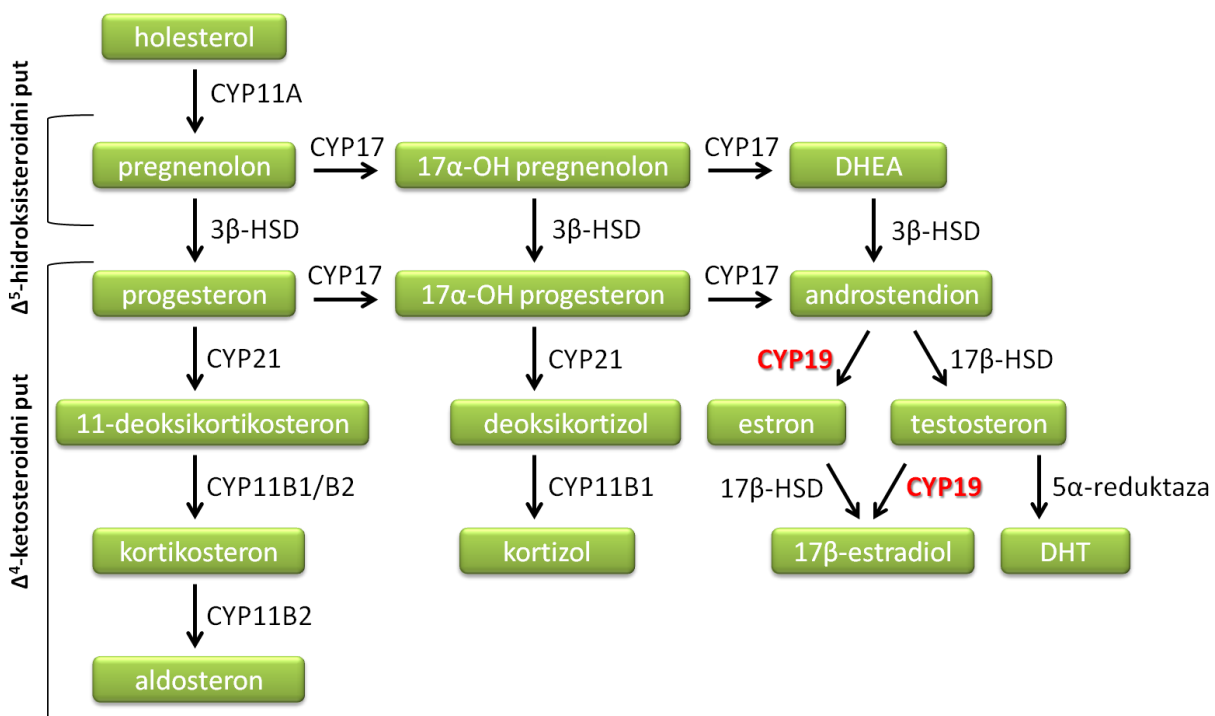 holesterol
CYP11A
Δ⁵-hidroksisteroidni put
pregnenolon
CYP17
17α-OH pregnenolon
CYP17
DHEA
3β-HSD
3β-HSD
3β-HSD
Δ⁴-ketosteroidni put
progesteron
CYP17
17α-OH progesteron
CYP17
androstendion
CYP21
CYP21
CYP19
17β-HSD
11-deoksikortikosteron
deoksikortizol
estron
testosteron
CYP11B1/B2
CYP11B1
17β-HSD
CYP19
5α-reduktaza
kortikosteron
kortizol
17β-estradiol
DHT
CYP11B2
aldosteron